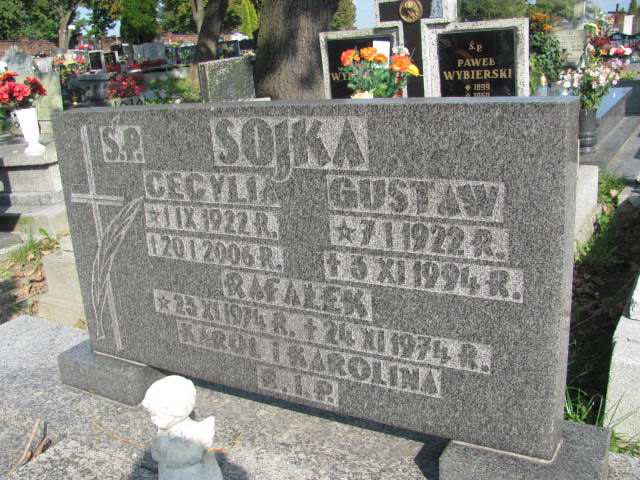 Ś.P. SOJKA
CECYLIA GUSTAW
*1 IX 1922 R. *7 I 1922 R.
†20 I 2006 R. †3 XI 1994 R.
RAFAŁEK
*23 XI 1974 R. †24 XI 1974 R.
KAROL I KAROLINA
R.I.P.
Ś.P.
PAWEŁ
WYBIERSKI
*1899